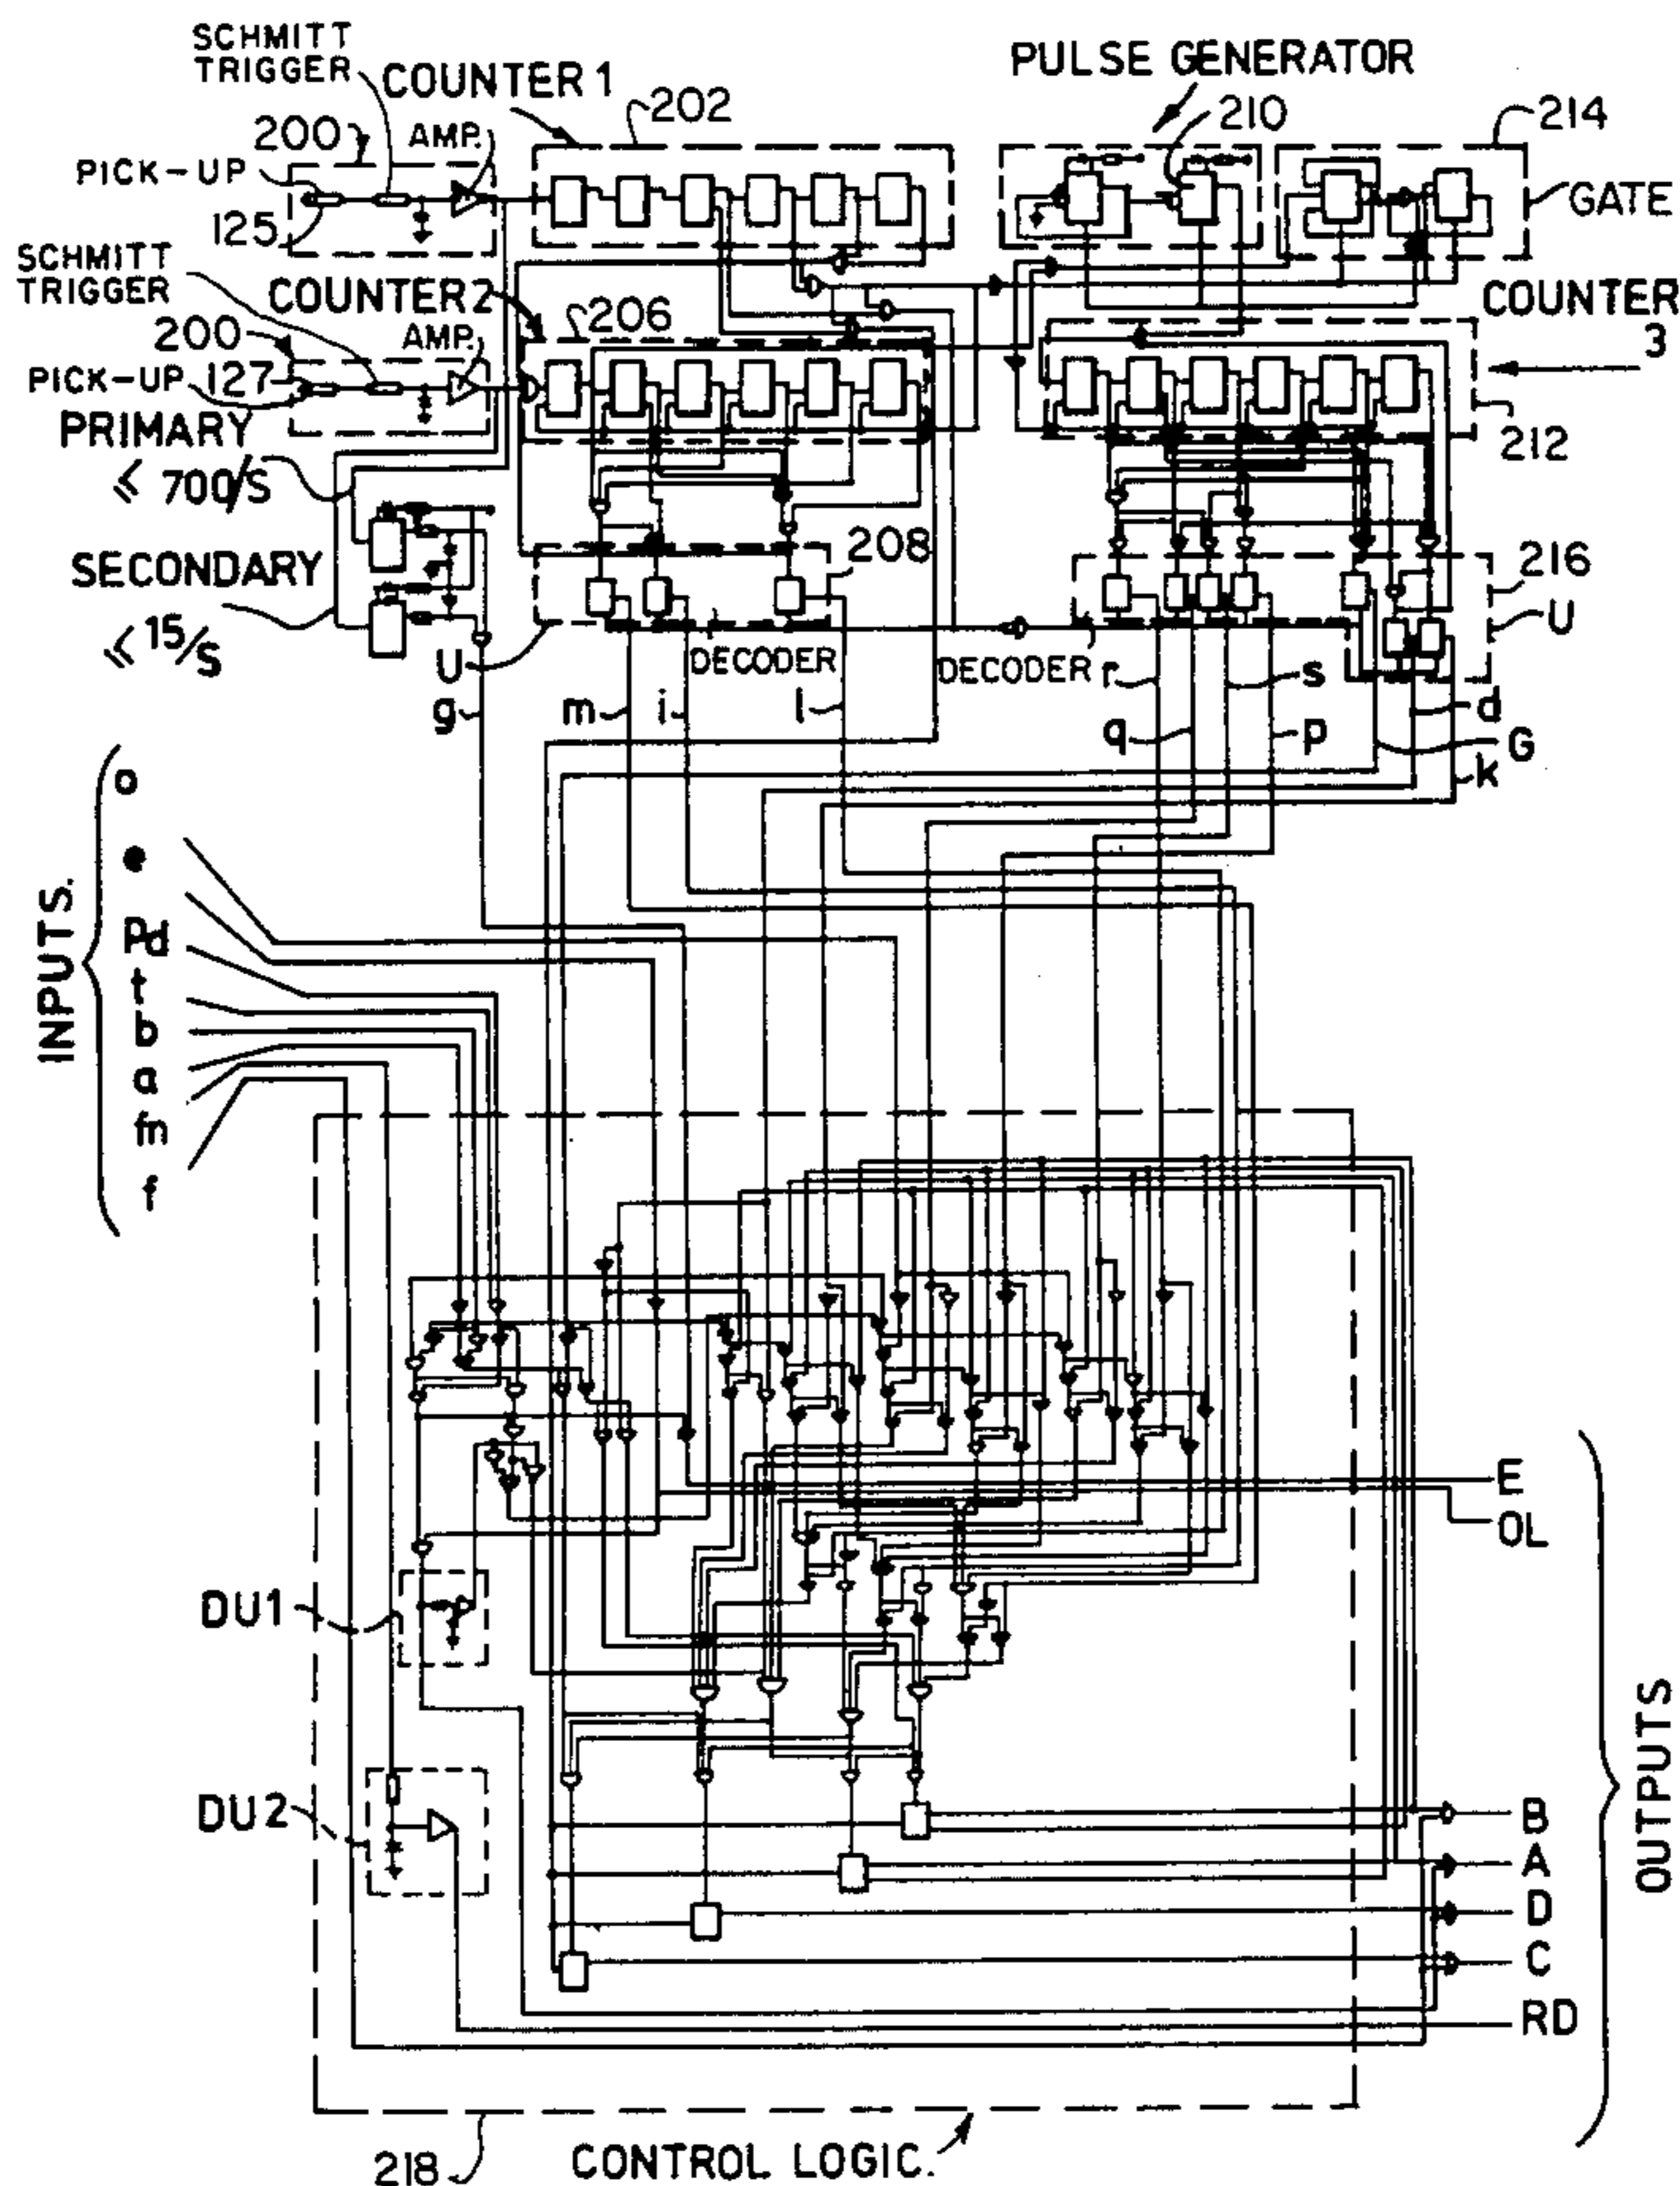 SCHMITT
TRIGGER
COUNTER 1
202
PULSE GENERATOR
210
214
200
AMP.
PICK-UP
125
GATE
SCHMITT
TRIGGER
COUNTER 2
206
COUNTER
3
200
AMP.
PICK-UP
127
PRIMARY
⩽ 700/S
212
SECONDARY
⩽ 15/S
208
216
U
U
DECODER
DECODER
r
s
g
m
i
l
q
p
d
G
k
INPUTS.
o
e
Pd
t
b
a
fn
f
E
OL
DU1
DU2
OUTPUTS
B
A
D
C
RD
218
CONTROL LOGIC.